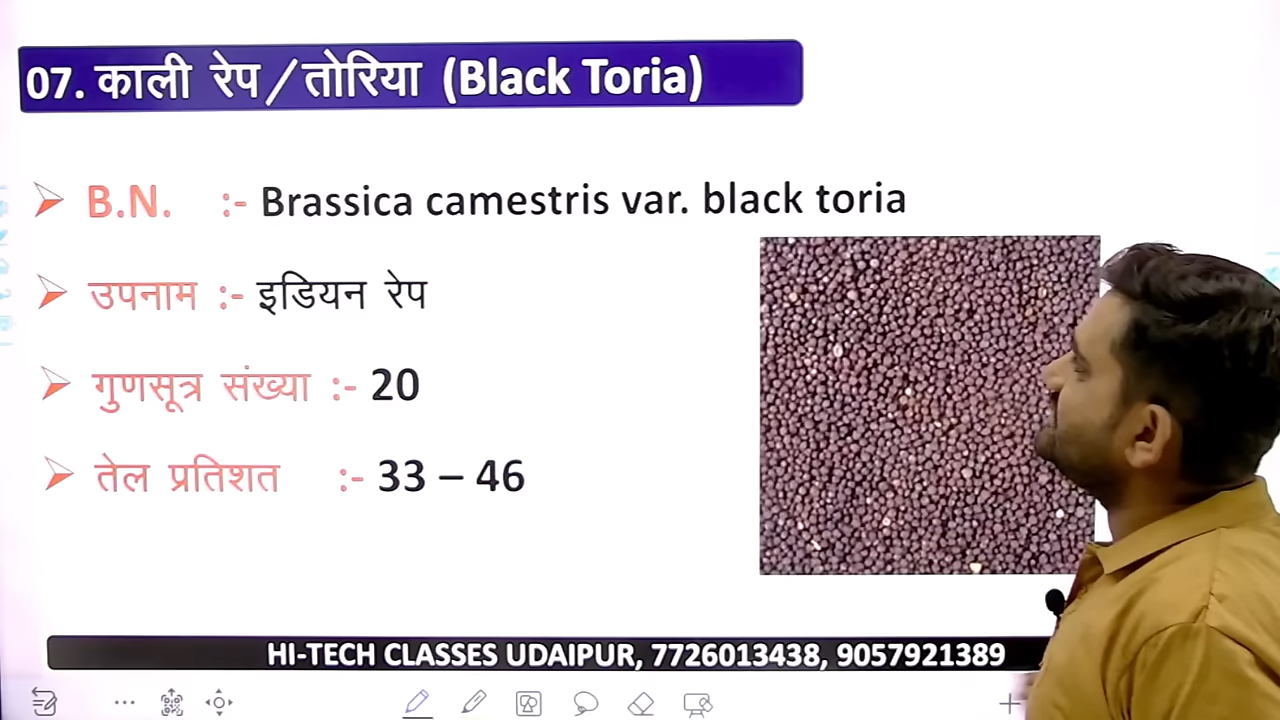 07. काली रेप/तोरिया (Black Toria)
B.N. :- Brassica camestris var. black toria
उपनाम :- इडियन रेप
गुणसूत्र संख्या :- 20
तेल प्रतिशत :- 33 – 46
HI-TECH CLASSES UDAIPUR, 7726013438, 9057921389